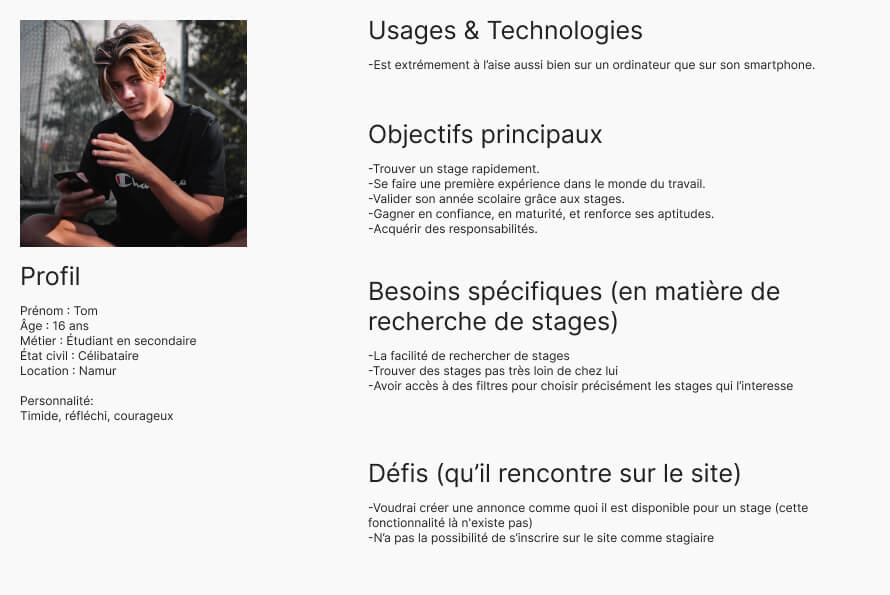 Profil
Prénom : Tom
Âge : 16 ans
Métier : Étudiant en secondaire
État civil : Célibataire
Location : Namur
Personnalité:
Timide, réfléchi, courageux
Usages & Technologies
-Est extrémement à l’aise aussi bien sur un ordinateur que sur son smartphone.
Objectifs principaux
-Trouver un stage rapidement.
-Se faire une première expérience dans le monde du travail.
-Valider son année scolaire grâce aux stages.
-Gagner en confiance, en maturité, et renforce ses aptitudes.
-Acquérir des responsabilités.
Besoins spécifiques (en matière de
recherche de stages)
-La facilité de rechercher de stages
-Trouver des stages pas très loin de chez lui
-Avoir accès à des filtres pour choisir précisément les stages qui l’interesse
Défis (qu’il rencontre sur le site)
-Voudrai créer une annonce comme quoi il est disponible pour un stage (cette
fonctionnalité là n'existe pas)
-N’a pas la possibilité de s’inscrire sur le site comme stagiaire